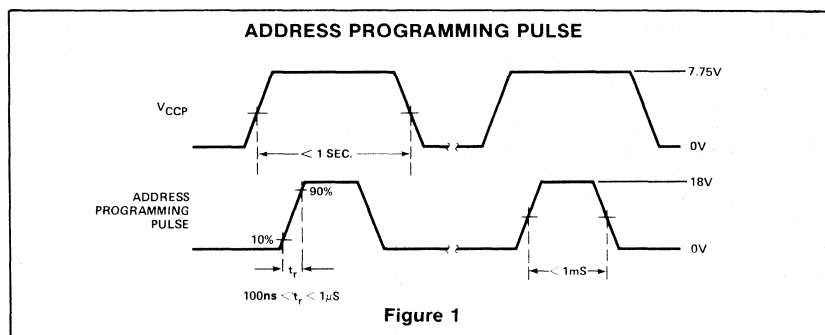 ADDRESS PROGRAMMING PULSE
7.75V
VCCP
0V
< 1 SEC.
18V
90%
ADDRESS
PROGRAMMING
PULSE
10%
0V
tr
< 1mS
100ns < tr < 1µS
Figure 1